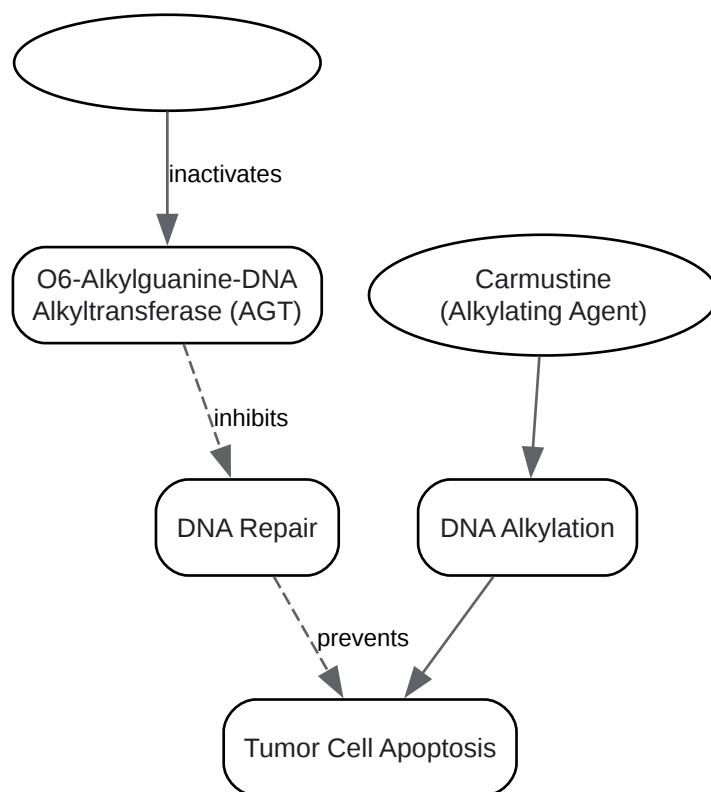 inactivates
O6-Alkylguanine-DNA
Alkyltransferase (AGT)
Carmustine
(Alkylating Agent)
inhibits
DNA Repair
DNA Alkylation
prevents
Tumor Cell Apoptosis